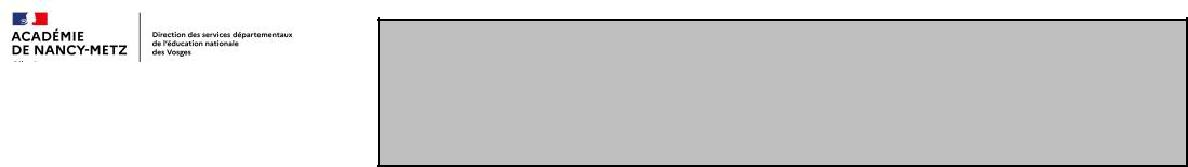 ACADÉMIE
DE NANCY-METZ
Direction des services départementaux
de l'éducation nationale
des Vosges